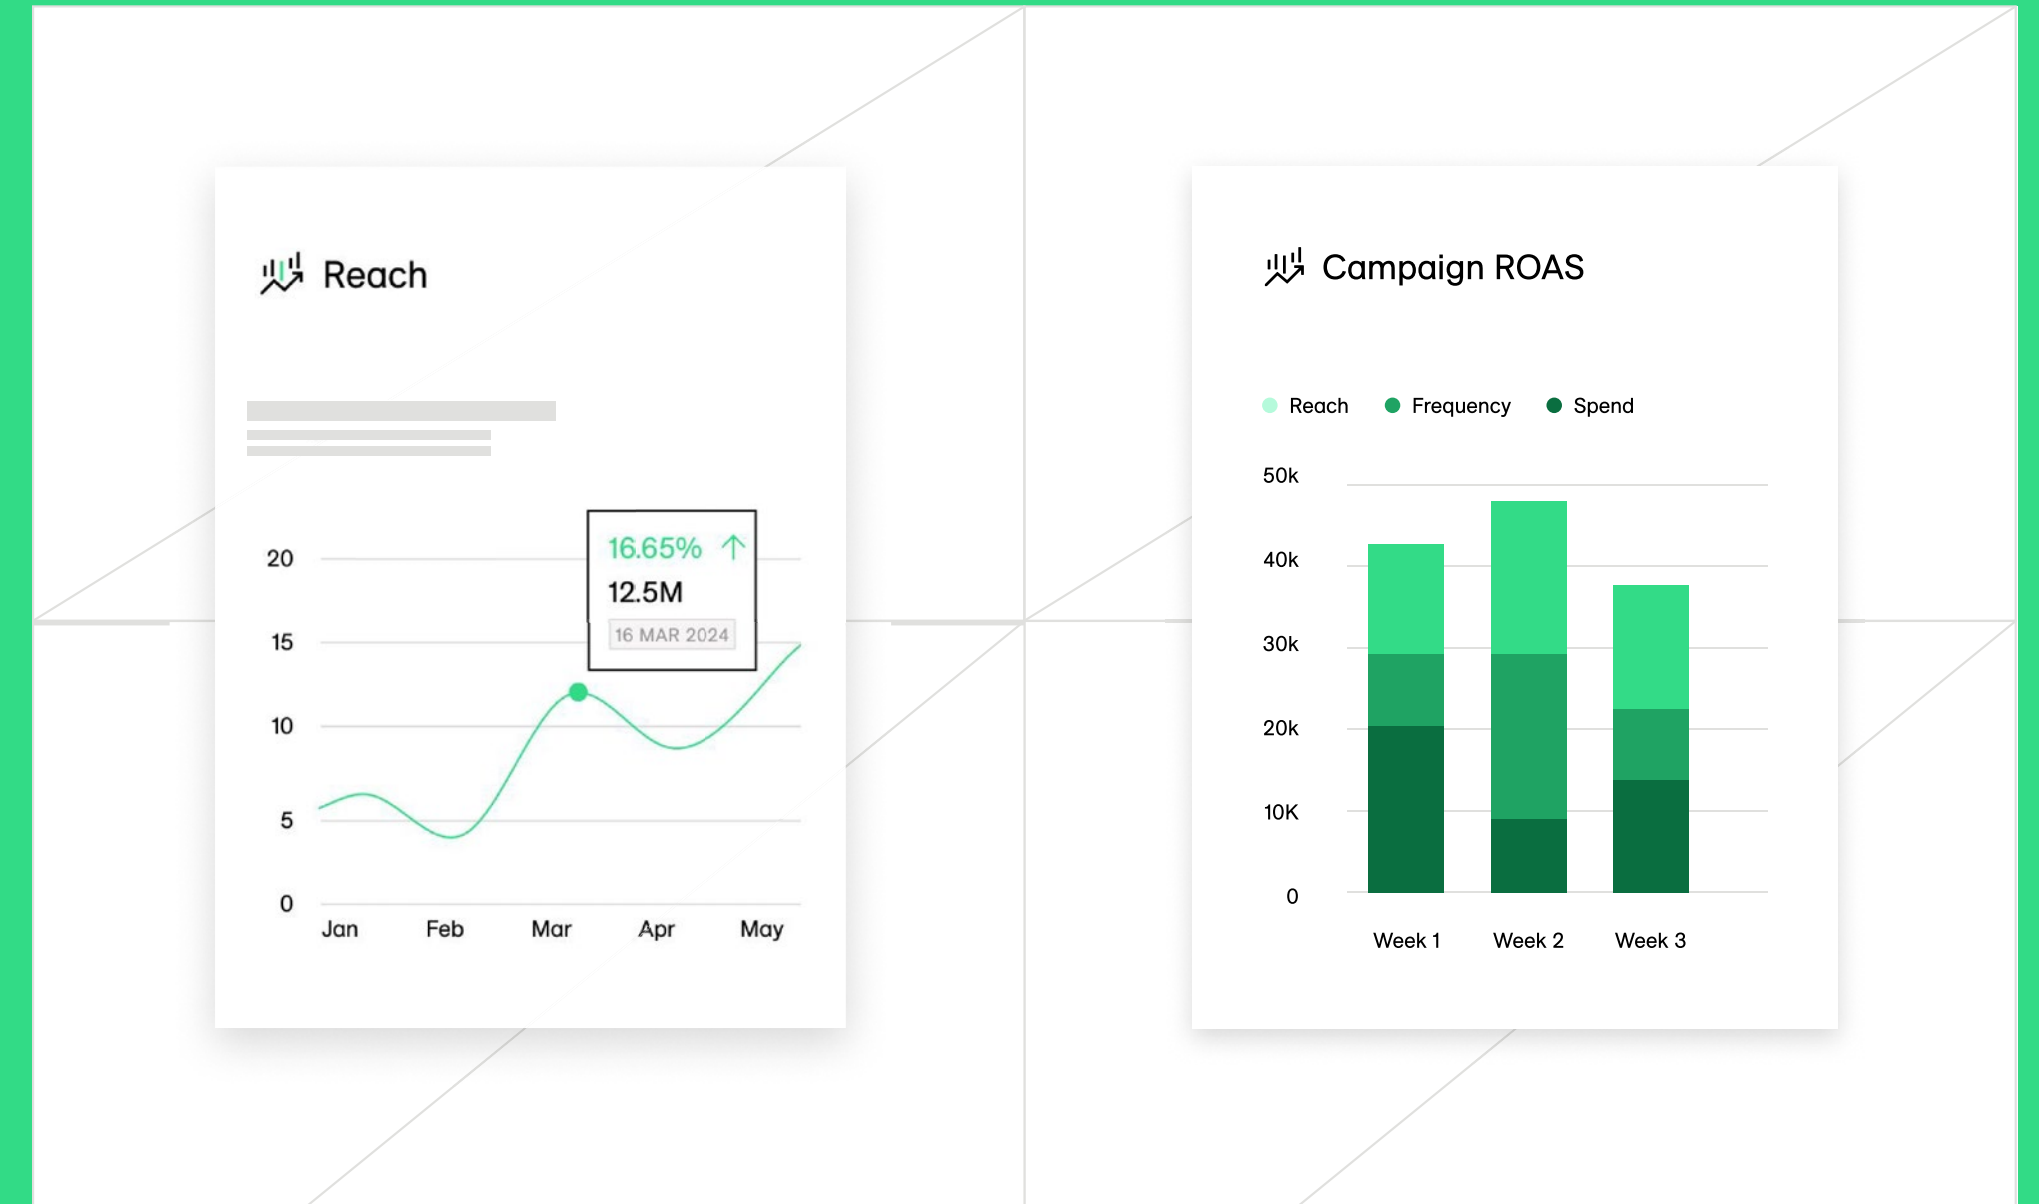 Reach
16.65% ↑
12.5M
16 MAR 2024
20
15
10
5
0
Jan Feb Mar Apr May
Campaign ROAS
Reach Frequency Spend
50k
40k
30k
20k
10K
0
Week 1 Week 2 Week 3